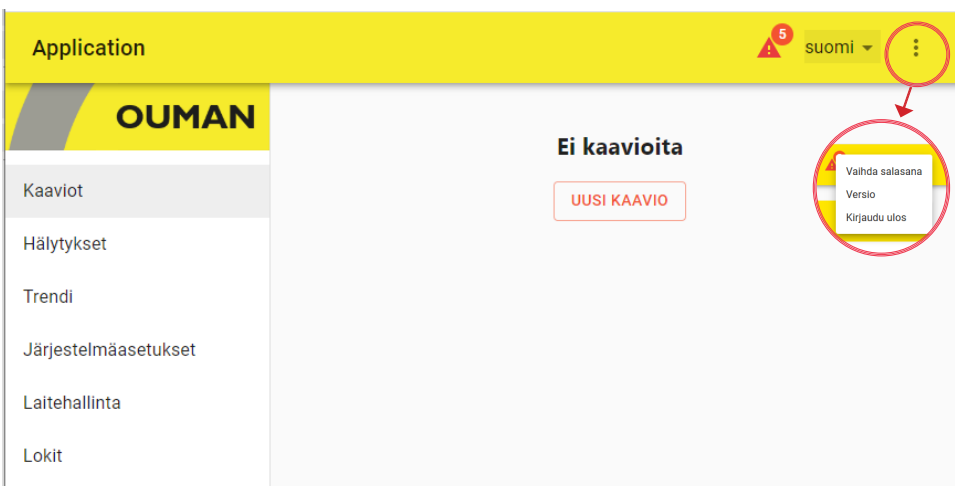 Application
5
suomi
OUMAN
Ei kaavioita
UUSI KAAVIO
Vaihda salasana
Versio
Kirjaudu ulos
Kaaviot
Hälytykset
Trendi
Järjestelmäasetukset
Laitehallinta
Lokit